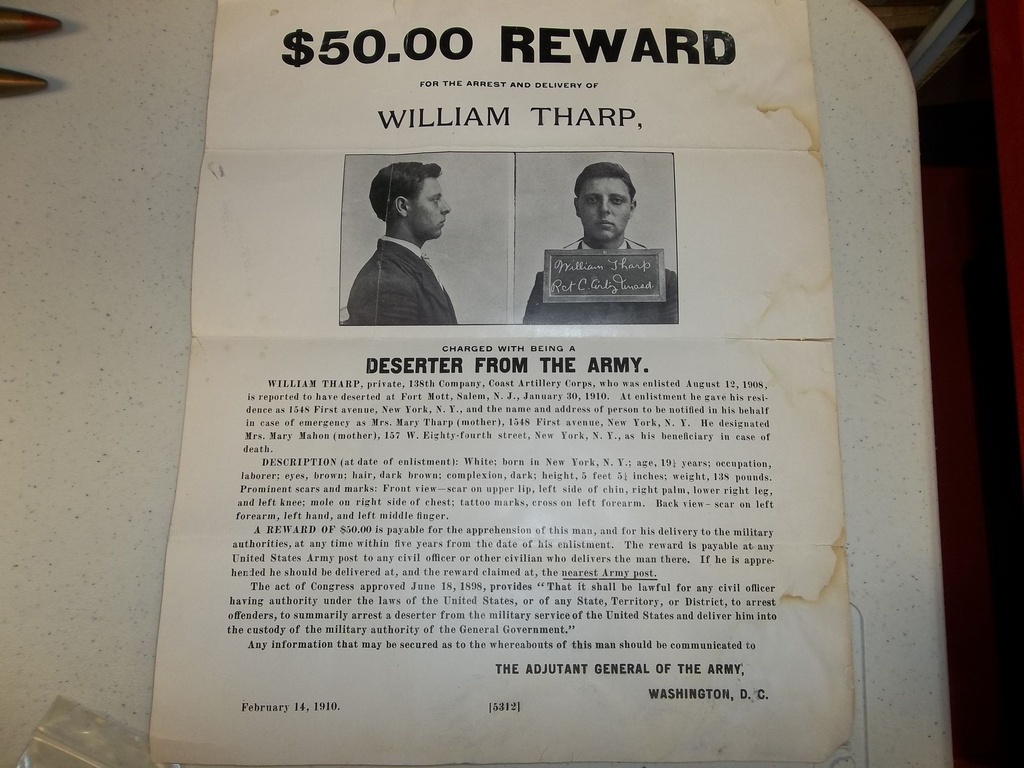 $50.00 REWARD
FOR THE ARREST AND DELIVERY OF
WILLIAM THARP,
William Tharp
Rct C. Arty Unasd.
CHARGED WITH BEING A
DESERTER FROM THE ARMY.
WILLIAM THARP, private, 138th Company, Coast Artillery Corps, who was enlisted August 12, 1908,
is reported to have deserted at Fort Mott, Salem, N. J., January 30, 1910. At enlistment he gave his resi-
dence as 1548 First avenue, New York, N. Y., and the name and address of person to be notified in his behalf
in case of emergency as Mrs. Mary Tharp (mother), 1548 First avenue, New York, N. Y. He designated
Mrs. Mary Mahon (mother), 157 W. Eighty-fourth street, New York, N. Y., as his beneficiary in case of
death.
DESCRIPTION (at date of enlistment): White; born in New York, N. Y.; age, 19½ years; occupation,
laborer; eyes, brown; hair, dark brown; complexion, dark; height, 5 feet 5½ inches; weight, 138 pounds.
Prominent scars and marks: Front view—scar on upper lip, left side of chin, right palm, lower right leg,
and left knee; mole on right side of chest; tattoo marks, cross on left forearm. Back view—scar on left
forearm, left hand, and left middle finger.
A REWARD OF $50.00 is payable for the apprehension of this man, and for his delivery to the military
authorities, at any time within five years from the date of his enlistment. The reward is payable at any
United States Army post to any civil officer or other civilian who delivers the man there. If he is appre-
hended he should be delivered at, and the reward claimed at, the nearest Army post.
The act of Congress approved June 18, 1898, provides "That it shall be lawful for any civil officer
having authority under the laws of the United States, or of any State, Territory, or District, to arrest
offenders, to summarily arrest a deserter from the military service of the United States and deliver him into
the custody of the military authority of the General Government."
Any information that may be secured as to the whereabouts of this man should be communicated to
THE ADJUTANT GENERAL OF THE ARMY,
WASHINGTON, D. C.
February 14, 1910.
[5312]